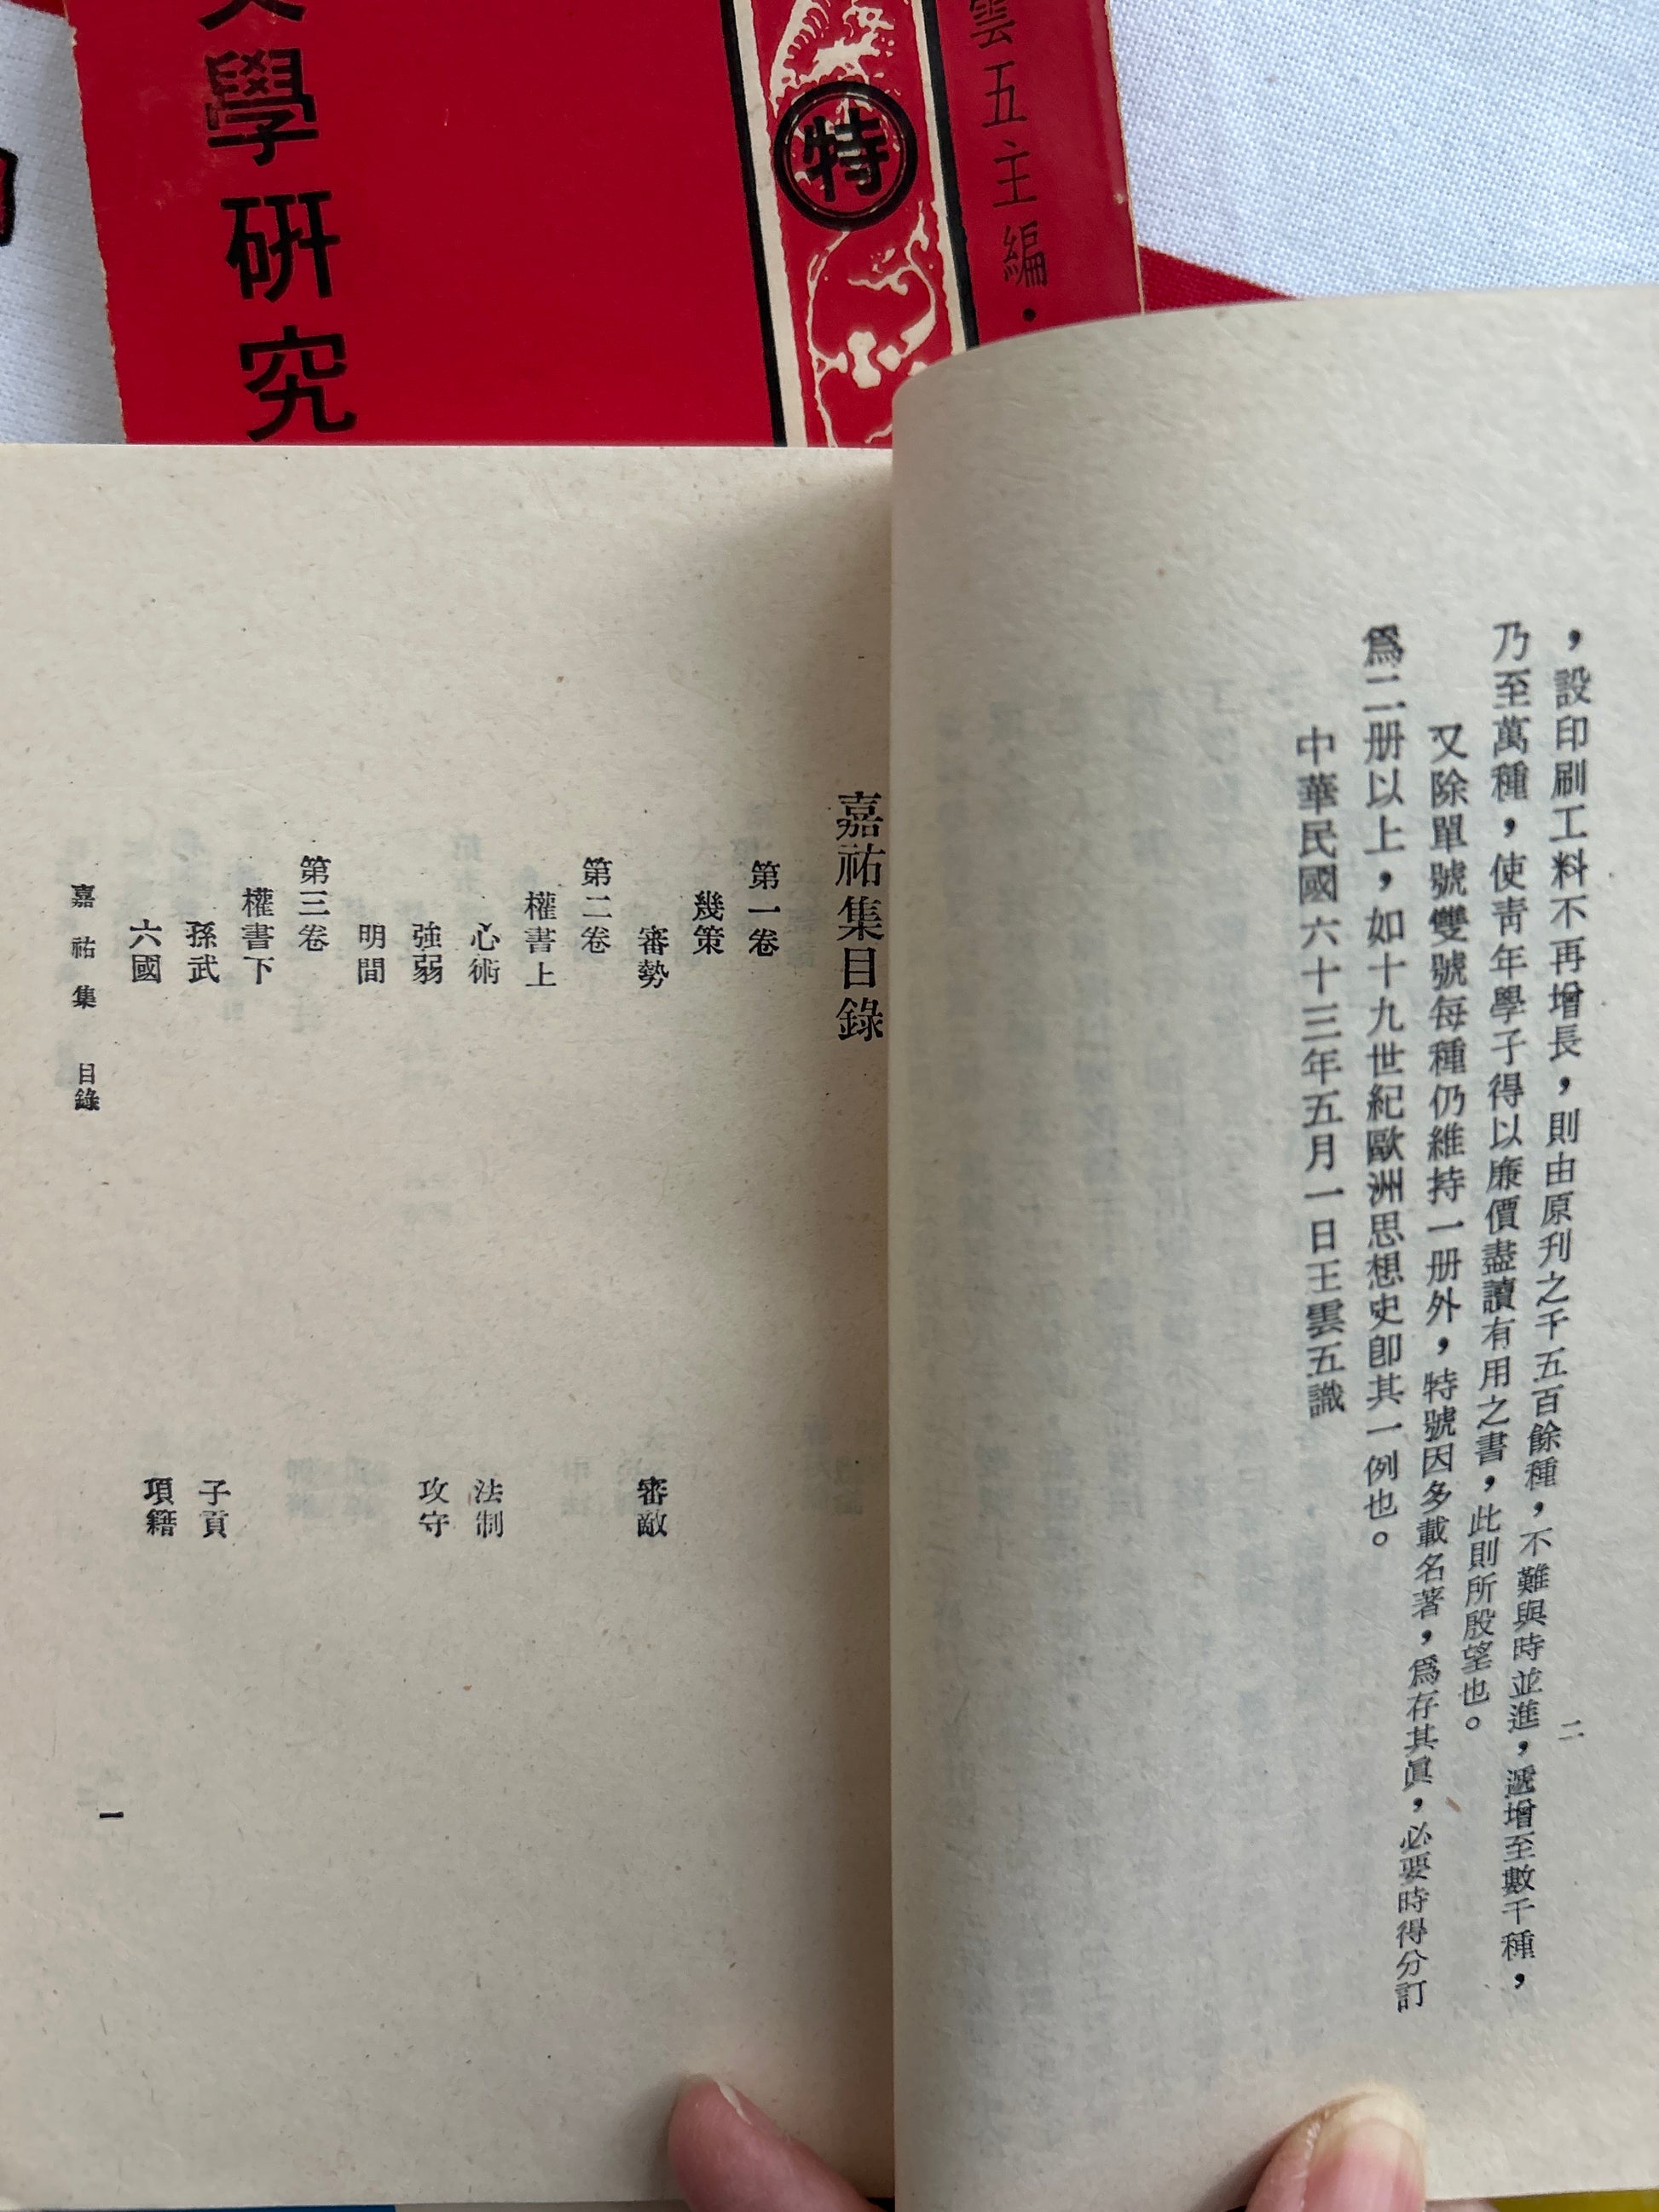 學研究
特
雲五主編·
，設印刷工料不再增長，則由原刋之千五百餘種，不難與時並進，遞增至數千種，
乃至萬種，使靑年學子得以廉價盡讀有用之書，此則所殷望也。
又除單號雙號每種仍維持一册外，特號因多載名著，爲存其眞，必要時得分訂
爲二册以上，如十九世紀歐洲思想史卽其一例也。
中華民國六十三年五月一日王雲五識
二
嘉祐集目錄
第一卷
幾策
審勢 審敵
第二卷
權書上
心術 法制
強弱 攻守
明間
第三卷
權書下
孫武 子貢
六國 項籍
嘉祐集 目錄
一